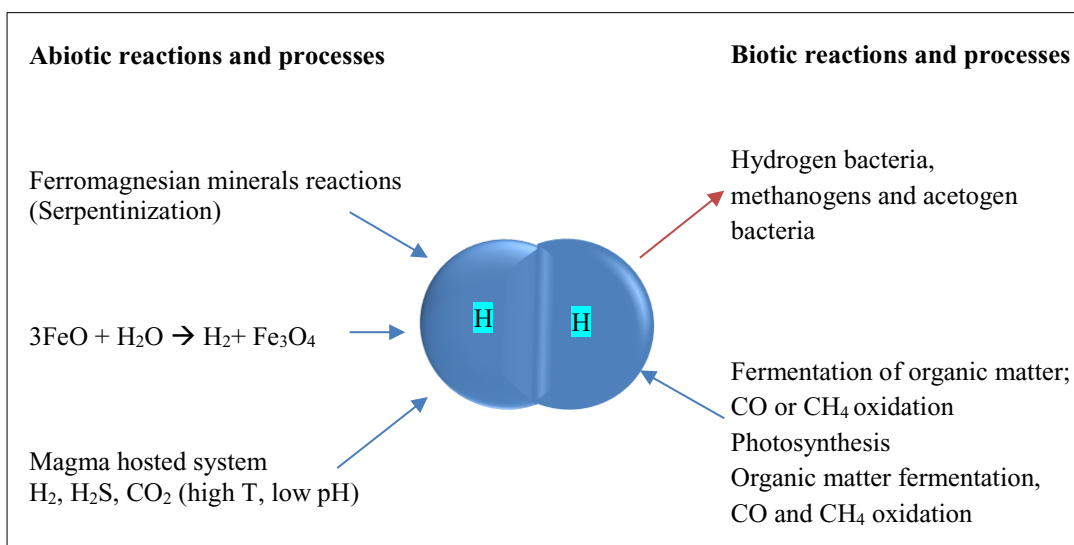 Abiotic reactions and processes
Biotic reactions and processes
Ferromagnesian minerals reactions
(Serpentinization)
3FeO + H₂O → H₂+ Fe₃O₄
Magma hosted system
H₂, H₂S, CO₂ (high T, low pH)
H
H
Hydrogen bacteria,
methanogens and acetogen
bacteria
Fermentation of organic matter;
CO or CH₄ oxidation
Photosynthesis
Organic matter fermentation,
CO and CH₄ oxidation